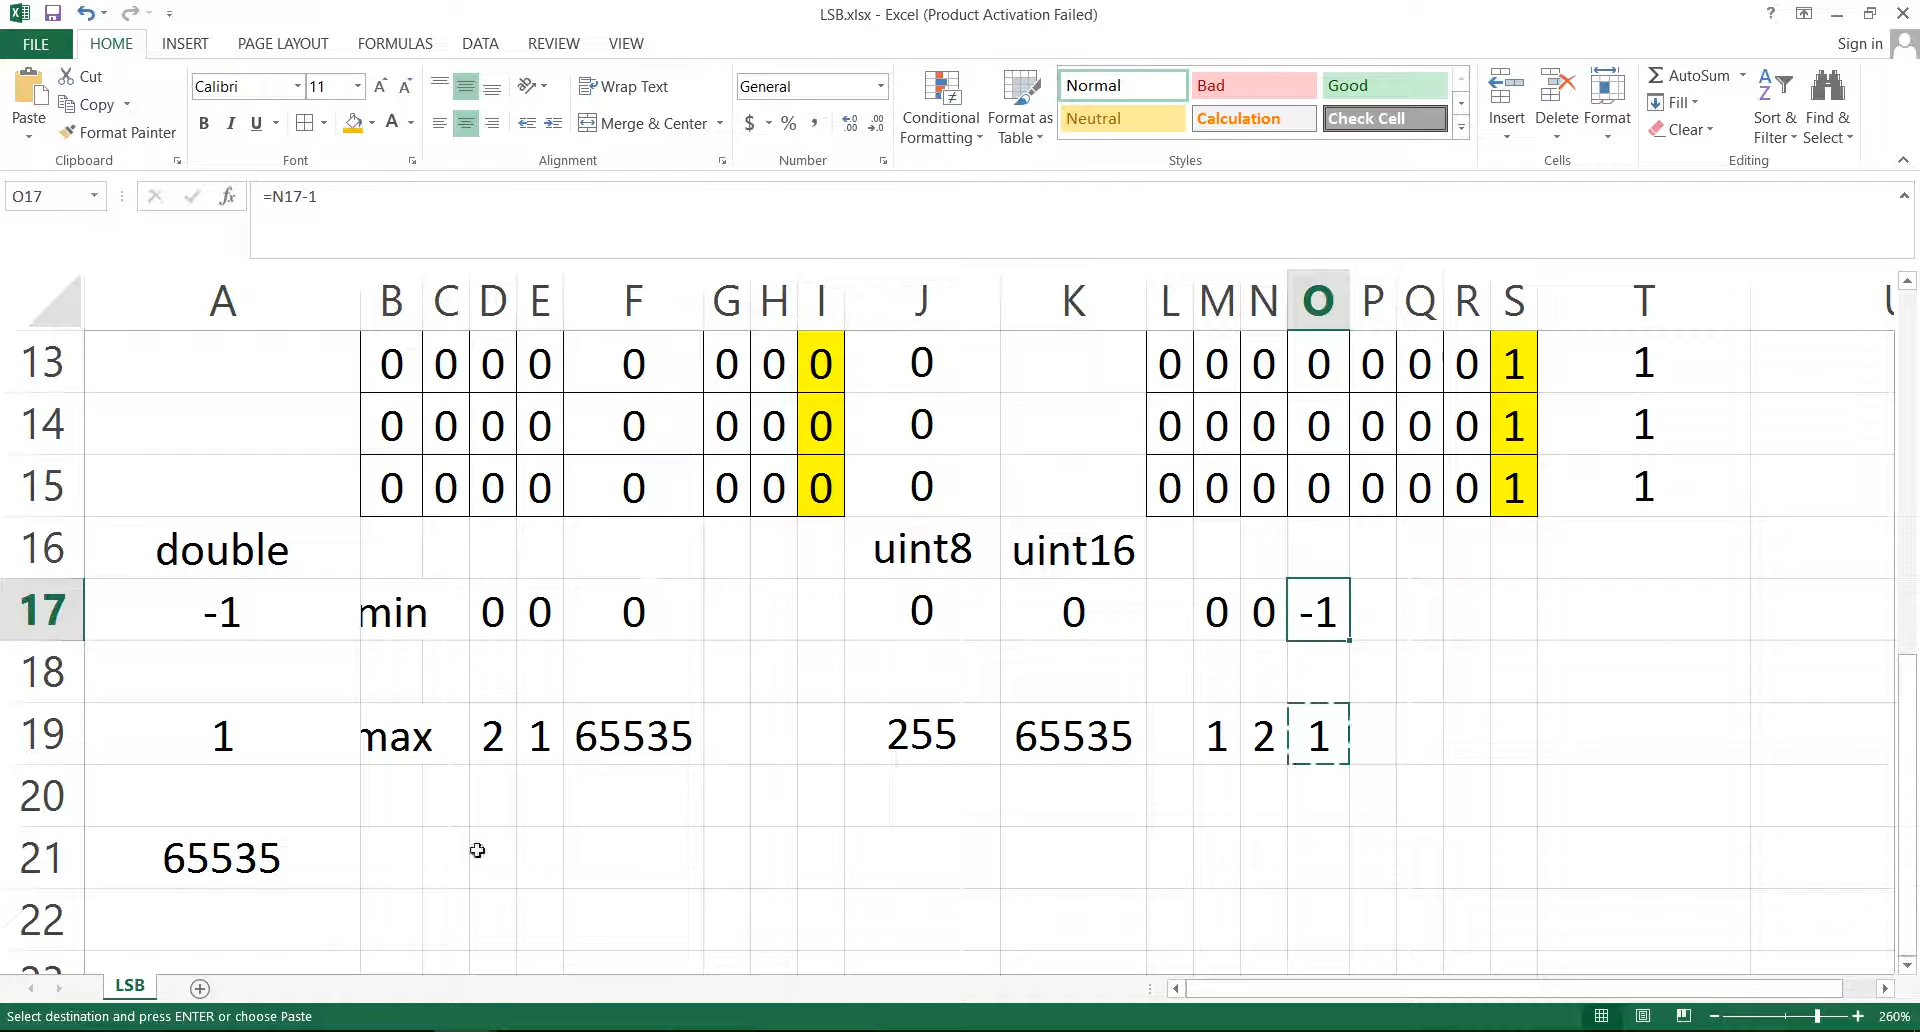 LSB.xlsx - Excel (Product Activation Failed)
FILE HOME INSERT PAGE LAYOUT FORMULAS DATA REVIEW VIEW Sign in
Cut
Copy
Format Painter
Paste
Clipboard
Calibri 11
B I U
Font
Wrap Text
Merge & Center
Alignment
General
$ % ,
Number
Conditional Formatting
Format as Table
Normal Bad Good
Neutral Calculation Check Cell
Styles
Insert Delete Format
Cells
AutoSum
Fill
Clear
Sort & Filter
Find & Select
Editing
O17 fx =N17-1
A B C D E F G H I J K L M N O P Q R S T
13 0 0 0 0 0 0 0 0 0 0 0 0 0 0 0 0 1 1
14 0 0 0 0 0 0 0 0 0 0 0 0 0 0 0 0 1 1
15 0 0 0 0 0 0 0 0 0 0 0 0 0 0 0 0 1 1
16 double uint8 uint16
17 -1 min 0 0 0 0 0 0 0 -1
18
19 1 max 2 1 65535 255 65535 1 2 1
20
21 65535
22
LSB
Select destination and press ENTER or choose Paste 260%